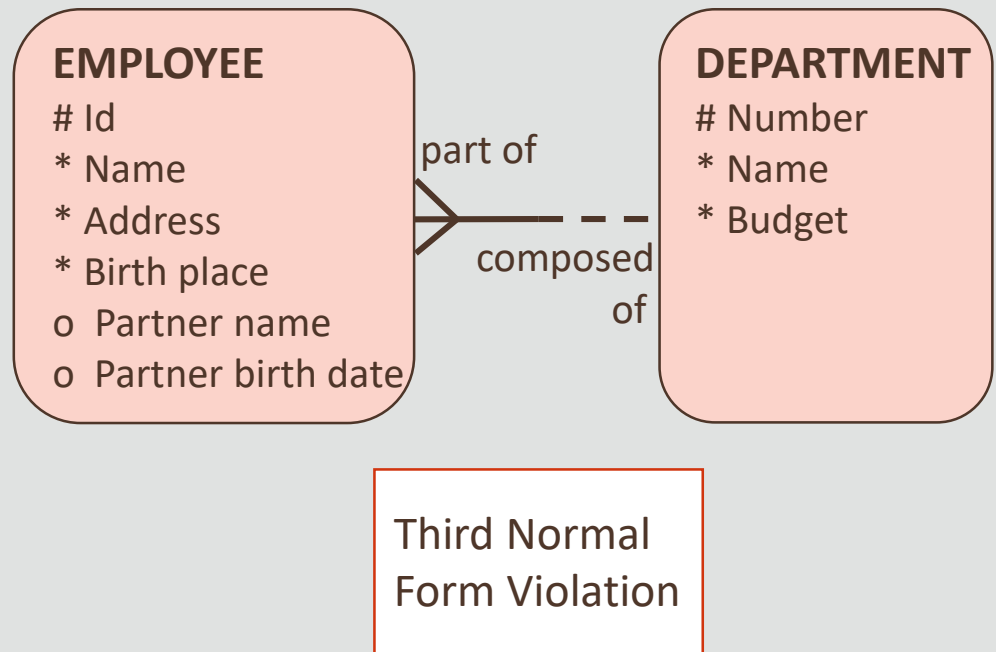 EMPLOYEE
# Id
* Name
* Address
* Birth place
o Partner name
o Partner birth date
part of
composed
of
DEPARTMENT
# Number
* Name
* Budget
Third Normal
Form Violation